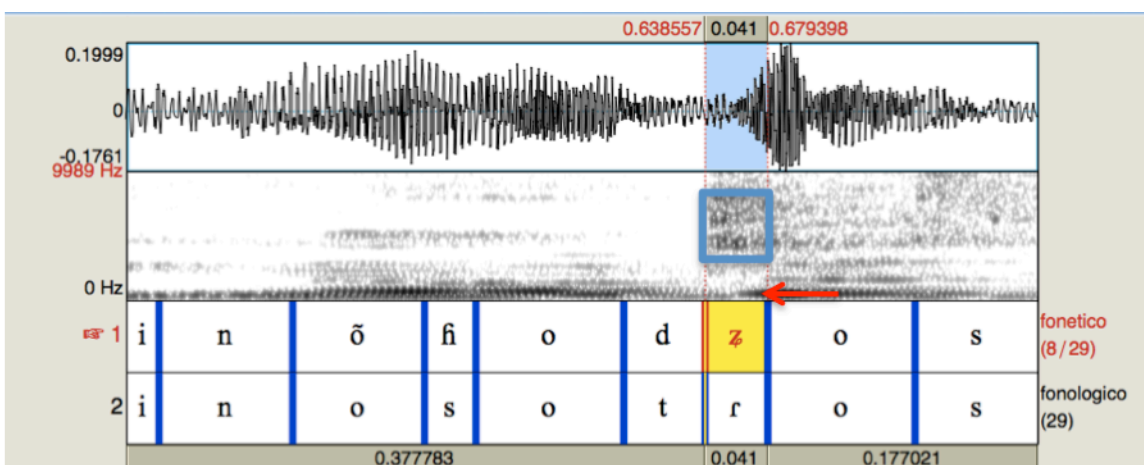 0.638557 0.041 0.679398
0.1999
0
-0.1761
9989 Hz
0 Hz
1 i n õ ɦ o d ʐ o s fonetico
(8/29)
2 i n o s o t ɾ o s fonologico
(29)
0.377783 0.041 0.177021